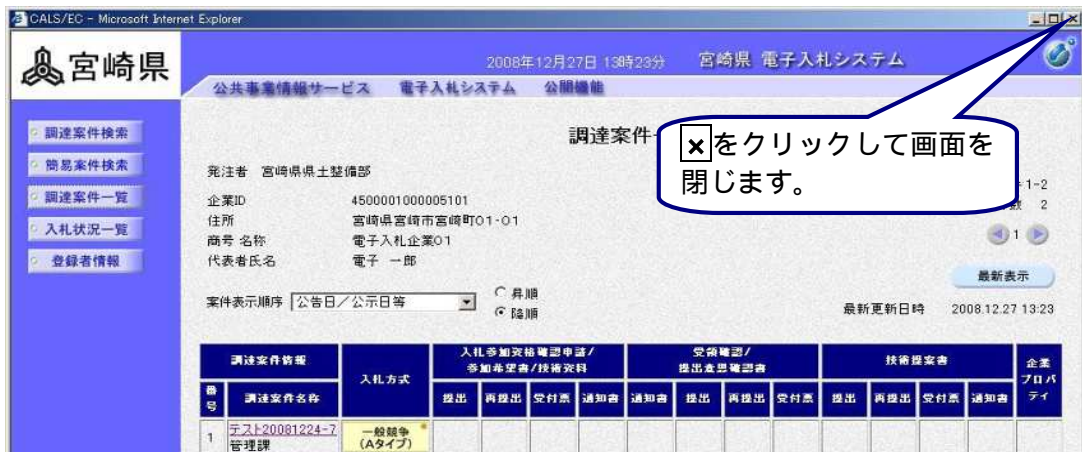 CALS/EC - Microsoft Internet Explorer
宮崎県
2008年12月27日 13時23分
宮崎県 電子入札システム
公共事業情報サービス 電子入札システム 公開機能
調達案件検索
簡易案件検索
調達案件一覧
入札状況一覧
登録者情報
調達案件
×をクリックして画面を
閉じます。
発注者 宮崎県県土整備部
企業ID 4500001000005101
住所 宮崎県宮崎市宮崎町01-01
商号 名称 電子入札企業01
代表者氏名 電子 一郎
1-2
数 2
1
最新表示
案件表示順序 公告日/公示日等
昇順
降順
最新更新日時 2008.12.27 13:23
調達案件情報
入札方式
入札参加資格確認申請/
参加希望書/技術資料
受領確認/
提出意思確認書
技術提案書
企業
プロパ
ティ
番
号
調達案件名称
提出 再提出 受付票 通知書 通知書 提出 再提出 受付票 提出 再提出 受付票 通知書
1 テスト20081224-7
管理課
一般競争
(Aタイプ)